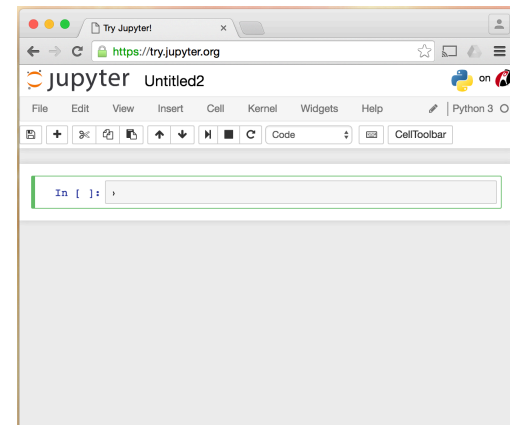 Try Jupyter!
https://try.jupyter.org
jupyter Untitled2
on
File Edit View Insert Cell Kernel Widgets Help Python 3
Code CellToolbar
In [ ]: